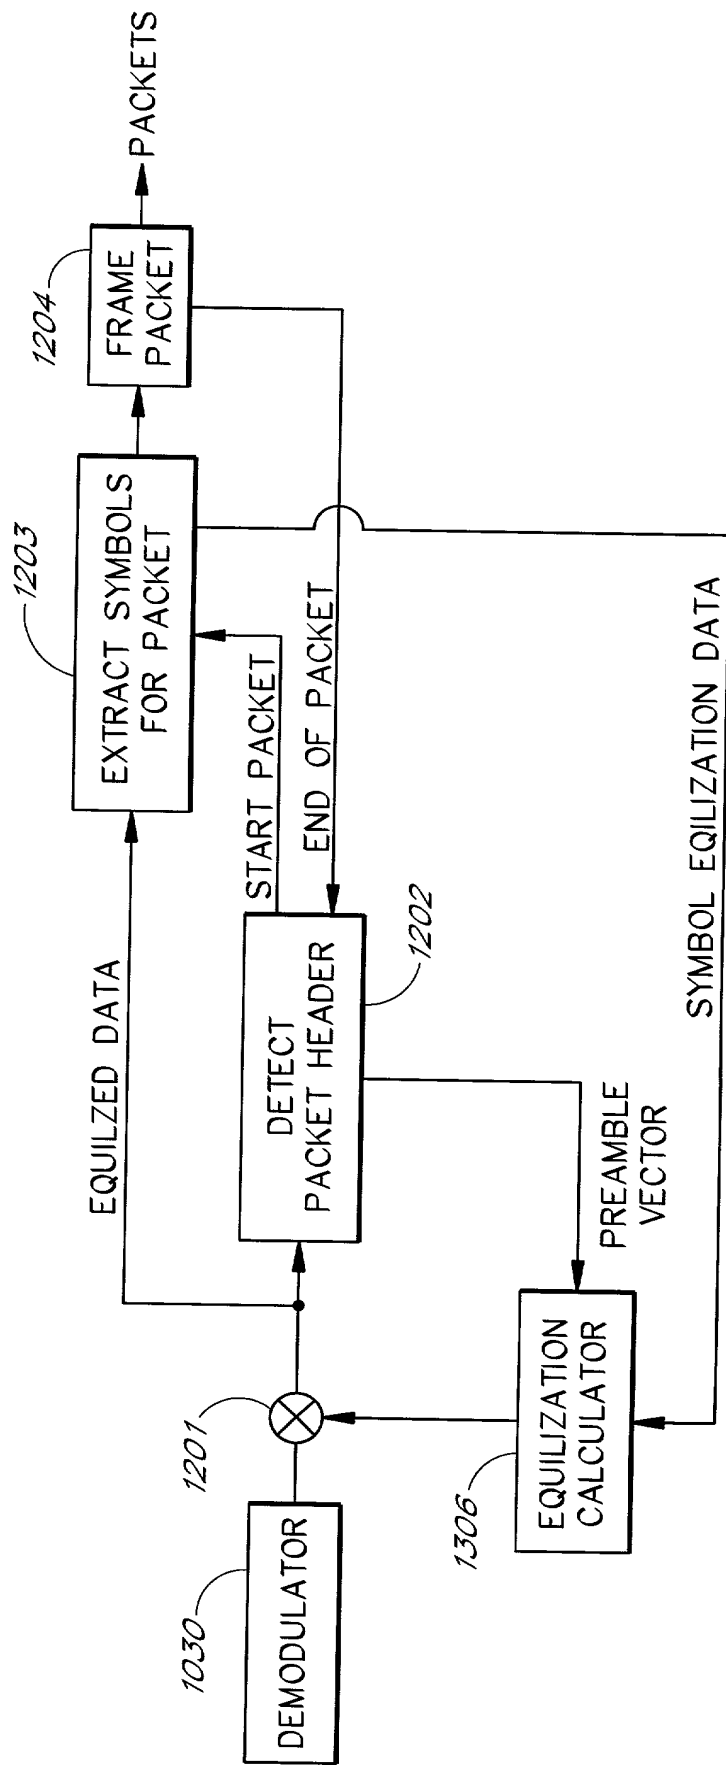 1030
DEMODULATOR
1201
EQUILZED DATA
DETECT
PACKET HEADER
1202
START PACKET
END OF PACKET
1203
EXTRACT SYMBOLS
FOR PACKET
1204
FRAME
PACKET
PACKETS
PREAMBLE
VECTOR
1306
EQUILIZATION
CALCULATOR
SYMBOL EQILIZATION DATA